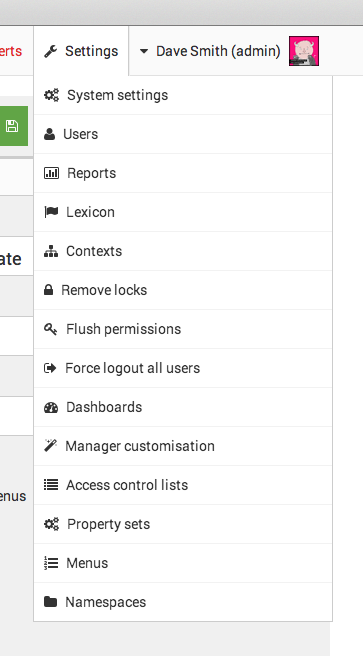 erts
Settings
Dave Smith (admin)
System settings
Users
Reports
Lexicon
Contexts
ate
Remove locks
Flush permissions
Force logout all users
Dashboards
Manager customisation
Access control lists
enus
Property sets
Menus
Namespaces